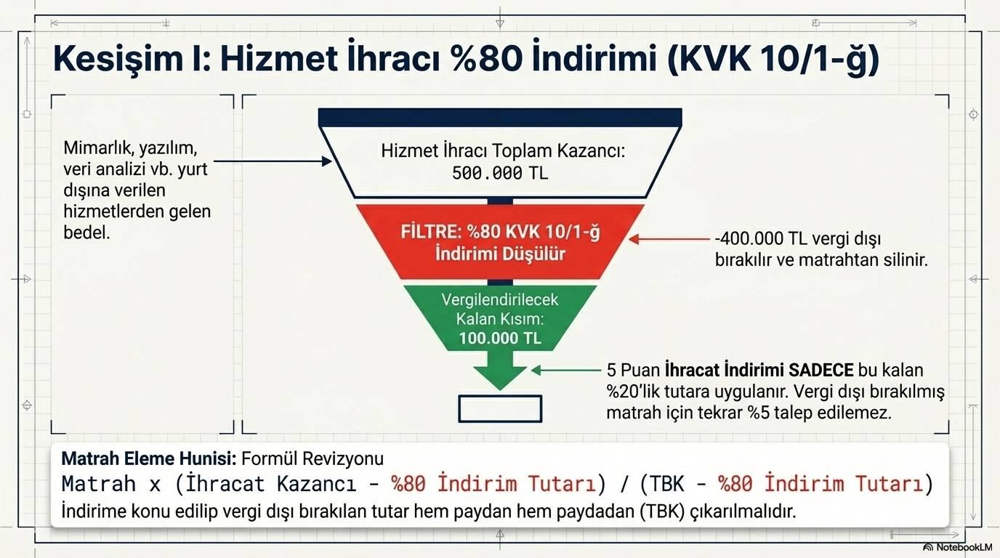 Kesişim I: Hizmet İhracı %80 İndirimi (KVK 10/1-ğ)
Mimarlık, yazılım,
veri analizi vb. yurt
dışına verilen
hizmetlerden gelen
bedel.
Hizmet İhracı Toplam Kazancı:
500.000 TL
FİLTRE: %80 KVK 10/1-ğ
İndirimi Düşülür
-400.000 TL vergi dışı
bırakılır ve matrahtan silinir.
Vergilendirilecek
Kalan Kısım:
100.000 TL
5 Puan İhracat İndirimi SADECE bu kalan
%20'lik tutara uygulanır. Vergi dışı bırakılmış
matrah için tekrar %5 talep edilemez.
Matrah Eleme Hunisi: Formül Revizyonu
Matrah x (İhracat Kazancı - %80 İndirim Tutarı) / (TBK - %80 İndirim Tutarı)
İndirime konu edilip vergi dışı bırakılan tutar hem paydan hem paydadan (TBK) çıkarılmalıdır.
NotebookLM